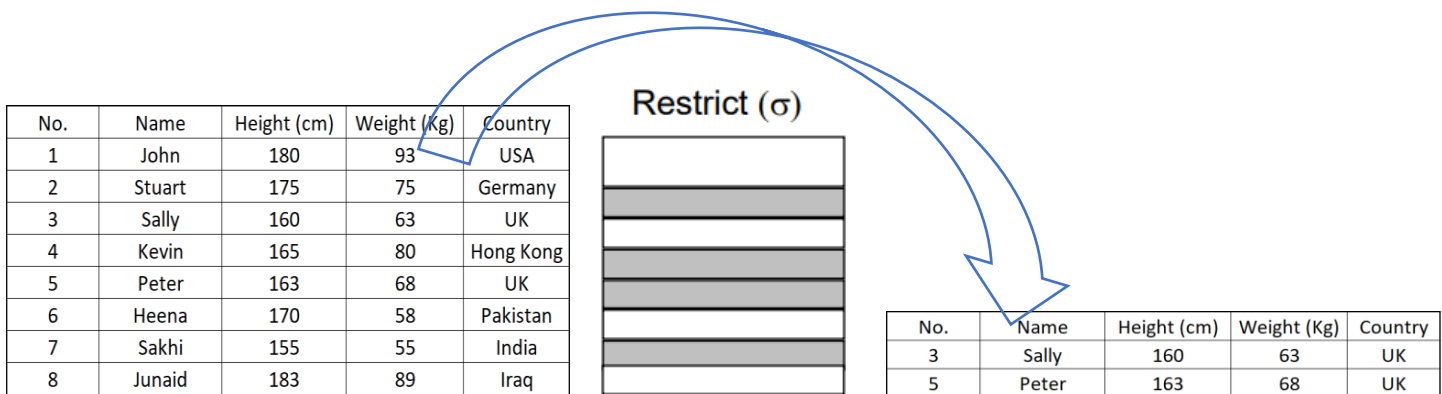 Restrict (σ)
No. Name Height (cm) Weight (Kg) Country
1 John 180 93 USA
2 Stuart 175 75 Germany
3 Sally 160 63 UK
4 Kevin 165 80 Hong Kong
5 Peter 163 68 UK
6 Heena 170 58 Pakistan
7 Sakhi 155 55 India
8 Junaid 183 89 Iraq
No. Name Height (cm) Weight (Kg) Country
3 Sally 160 63 UK
5 Peter 163 68 UK